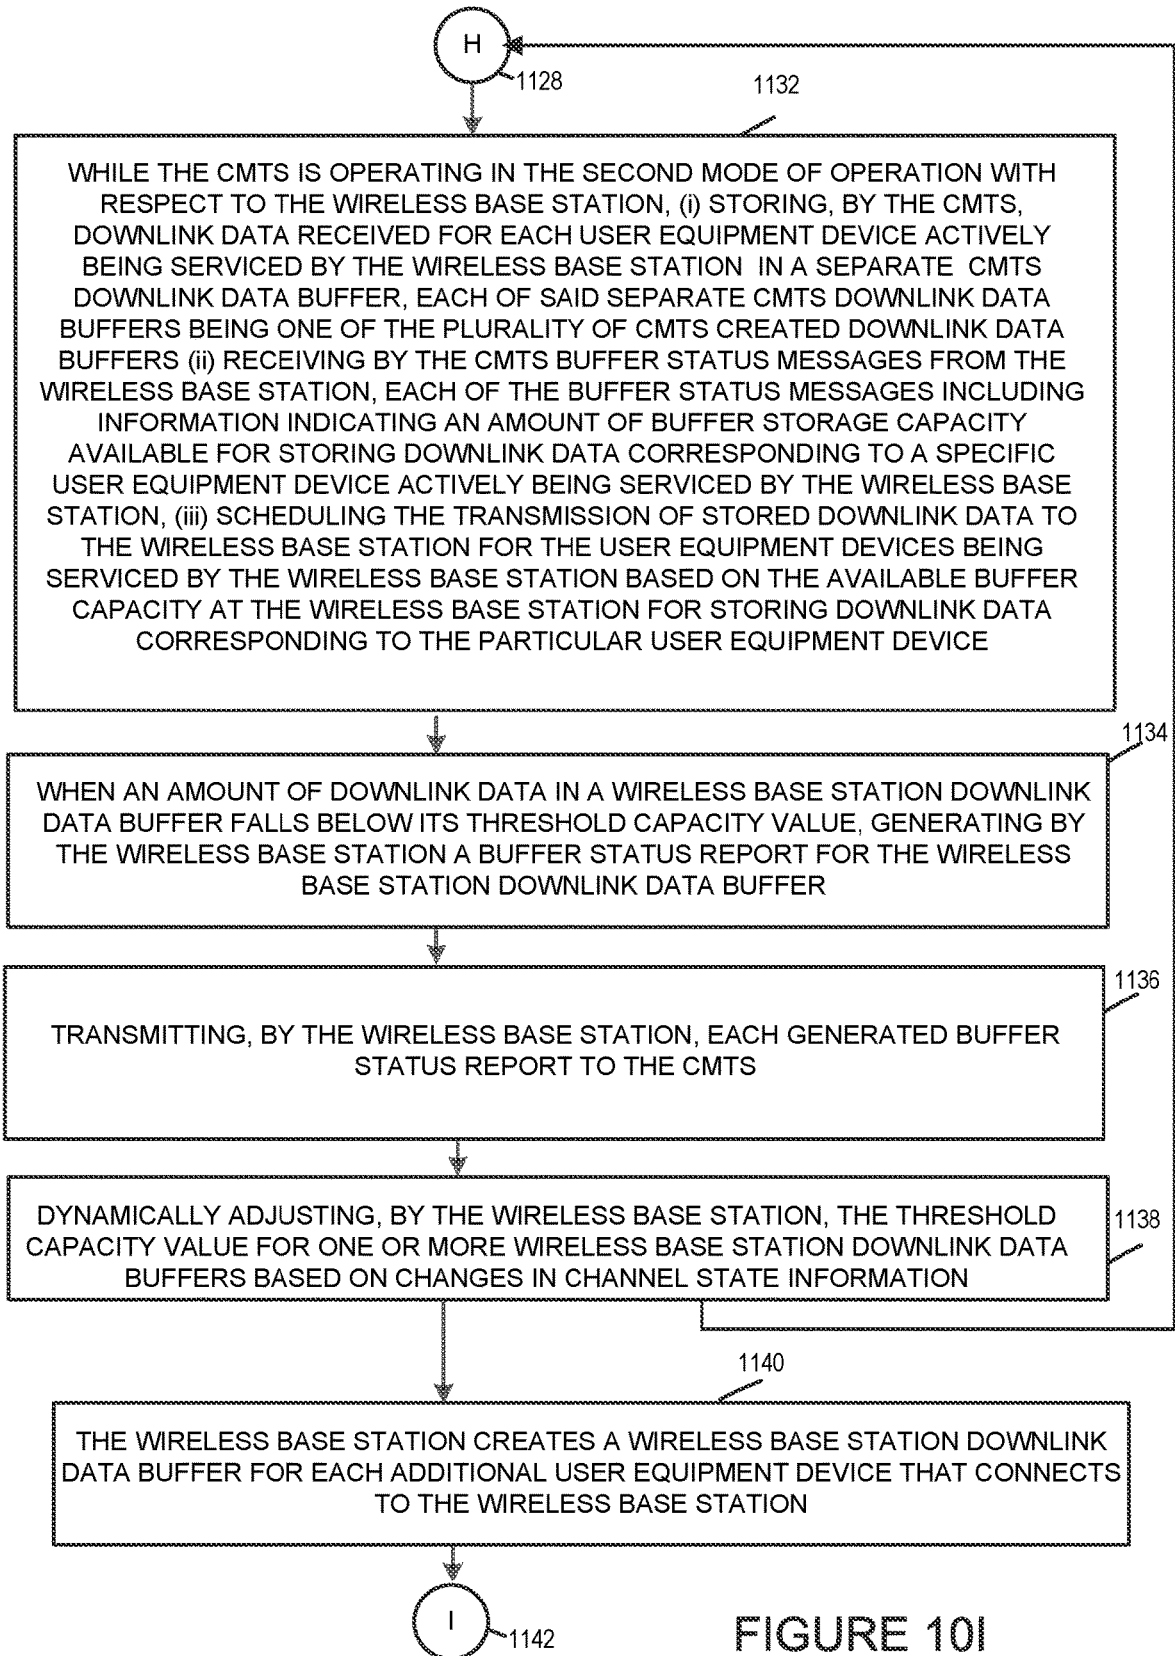 H
1128
1132
WHILE THE CMTS IS OPERATING IN THE SECOND MODE OF OPERATION WITH
RESPECT TO THE WIRELESS BASE STATION, (i) STORING, BY THE CMTS,
DOWNLINK DATA RECEIVED FOR EACH USER EQUIPMENT DEVICE ACTIVELY
BEING SERVICED BY THE WIRELESS BASE STATION IN A SEPARATE CMTS
DOWNLINK DATA BUFFER, EACH OF SAID SEPARATE CMTS DOWNLINK DATA
BUFFERS BEING ONE OF THE PLURALITY OF CMTS CREATED DOWNLINK DATA
BUFFERS (ii) RECEIVING BY THE CMTS BUFFER STATUS MESSAGES FROM THE
WIRELESS BASE STATION, EACH OF THE BUFFER STATUS MESSAGES INCLUDING
INFORMATION INDICATING AN AMOUNT OF BUFFER STORAGE CAPACITY
AVAILABLE FOR STORING DOWNLINK DATA CORRESPONDING TO A SPECIFIC
USER EQUIPMENT DEVICE ACTIVELY BEING SERVICED BY THE WIRELESS BASE
STATION, (iii) SCHEDULING THE TRANSMISSION OF STORED DOWNLINK DATA TO
THE WIRELESS BASE STATION FOR THE USER EQUIPMENT DEVICES BEING
SERVICED BY THE WIRELESS BASE STATION BASED ON THE AVAILABLE BUFFER
CAPACITY AT THE WIRELESS BASE STATION FOR STORING DOWNLINK DATA
CORRESPONDING TO THE PARTICULAR USER EQUIPMENT DEVICE
1134
WHEN AN AMOUNT OF DOWNLINK DATA IN A WIRELESS BASE STATION DOWNLINK
DATA BUFFER FALLS BELOW ITS THRESHOLD CAPACITY VALUE, GENERATING BY
THE WIRELESS BASE STATION A BUFFER STATUS REPORT FOR THE WIRELESS
BASE STATION DOWNLINK DATA BUFFER
1136
TRANSMITTING, BY THE WIRELESS BASE STATION, EACH GENERATED BUFFER
STATUS REPORT TO THE CMTS
1138
DYNAMICALLY ADJUSTING, BY THE WIRELESS BASE STATION, THE THRESHOLD
CAPACITY VALUE FOR ONE OR MORE WIRELESS BASE STATION DOWNLINK DATA
BUFFERS BASED ON CHANGES IN CHANNEL STATE INFORMATION
1140
THE WIRELESS BASE STATION CREATES A WIRELESS BASE STATION DOWNLINK
DATA BUFFER FOR EACH ADDITIONAL USER EQUIPMENT DEVICE THAT CONNECTS
TO THE WIRELESS BASE STATION
I
1142
FIGURE 10I